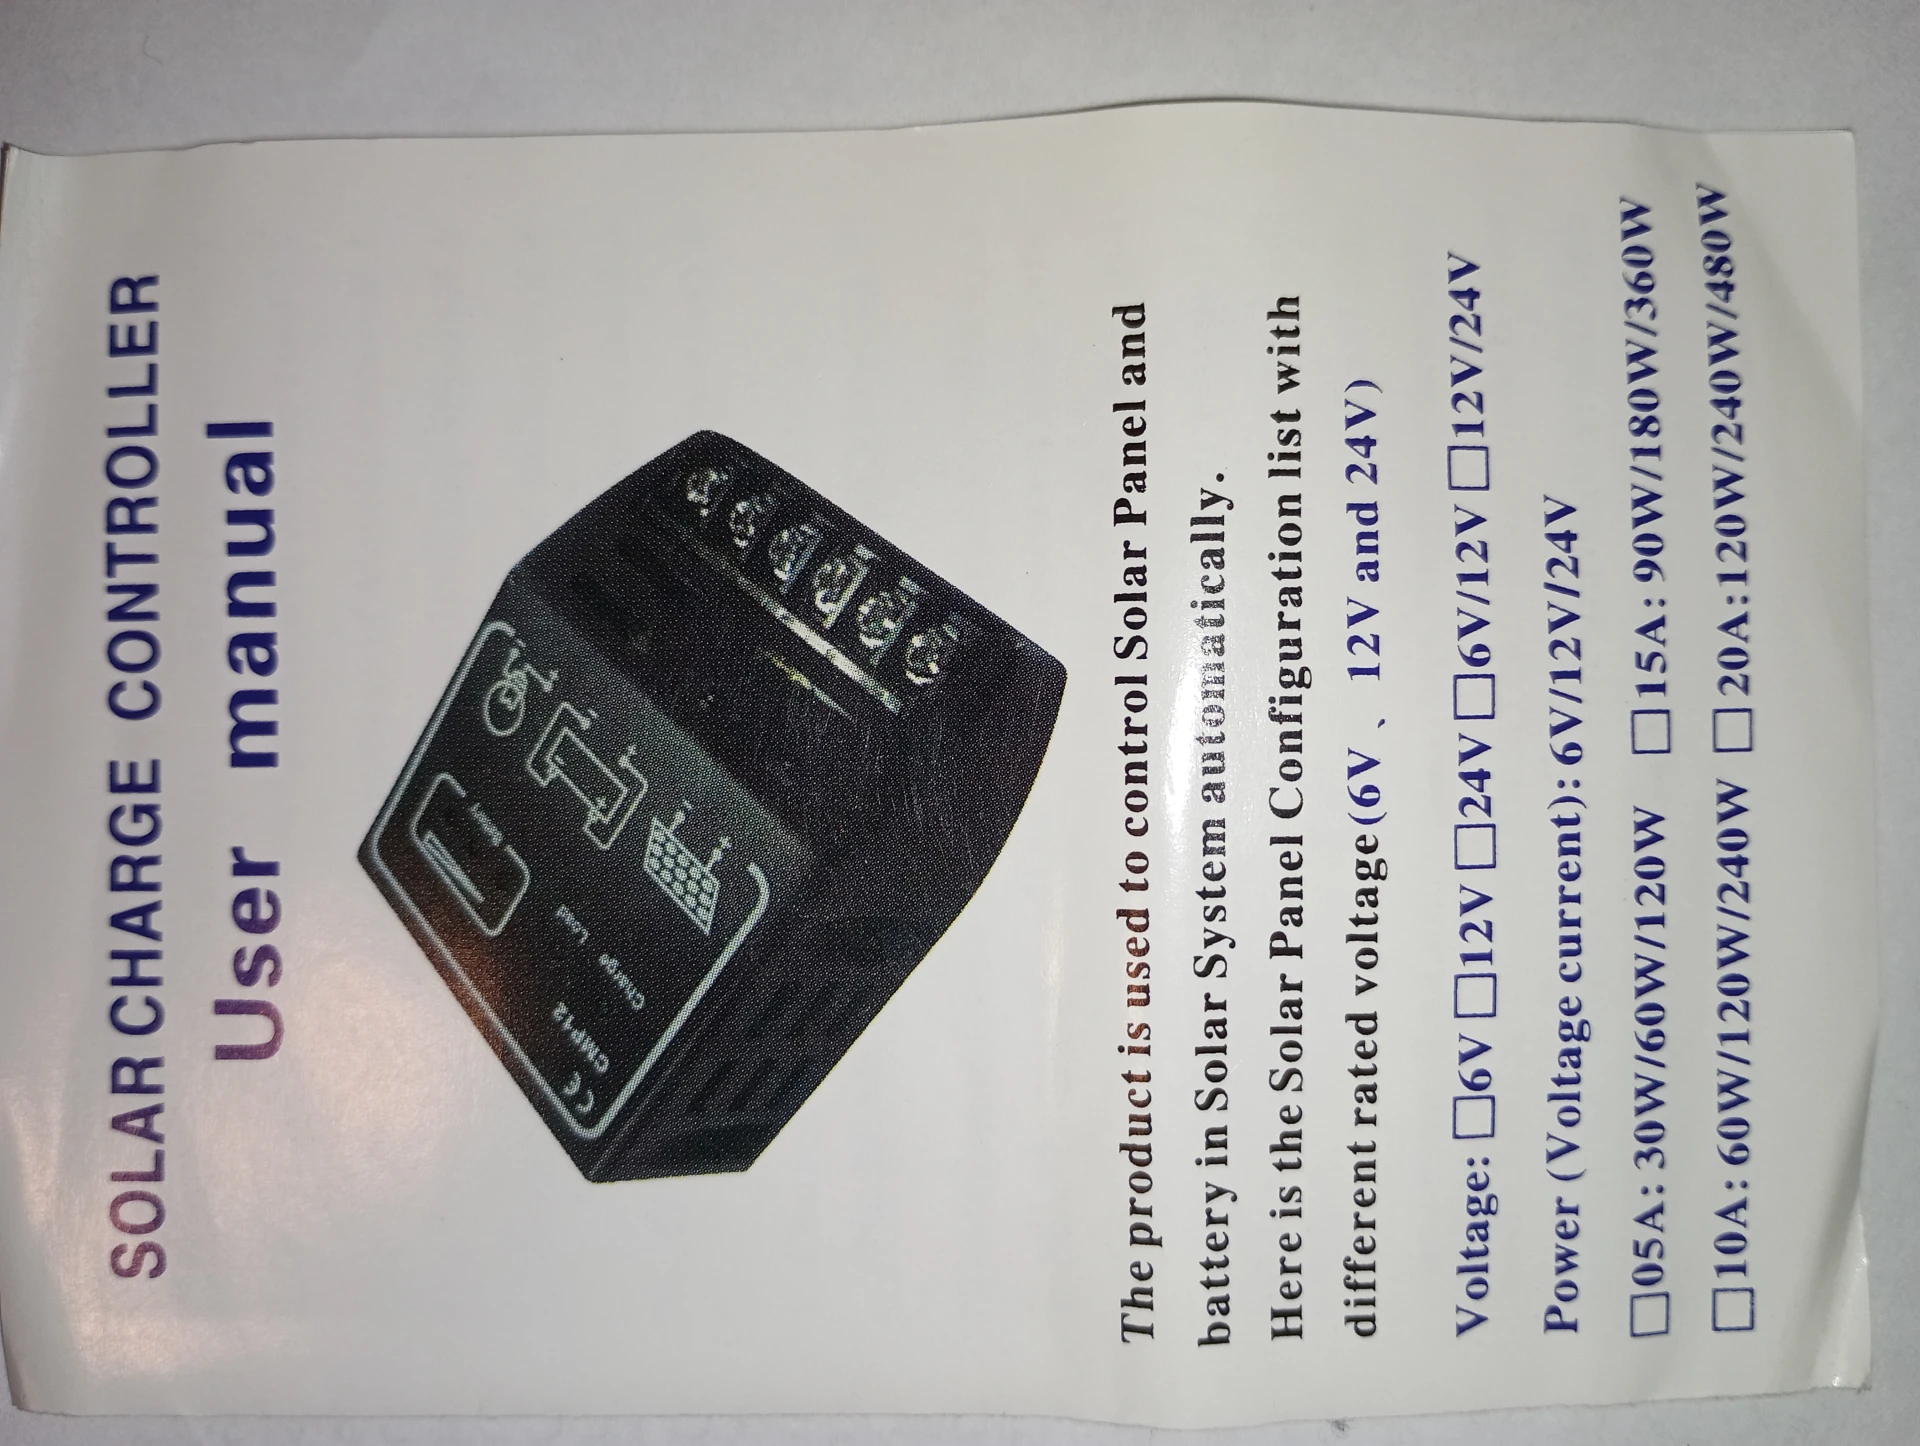 SOLAR CHARGE CONTROLLER
User manual
CMP12
Charge Load
The product is used to control Solar Panel and
battery in Solar System automatically.
Here is the Solar Panel Configuration list with
different rated voltage(6V、12V and 24V)
Voltage: □6V □12V □24V □6V/12V □12V/24V
Power (Voltage current): 6V/12V/24V
□05A: 30W/60W/120W □15A: 90W/180W/360W
□10A: 60W/120W/240W □20A:120W/240W/480W